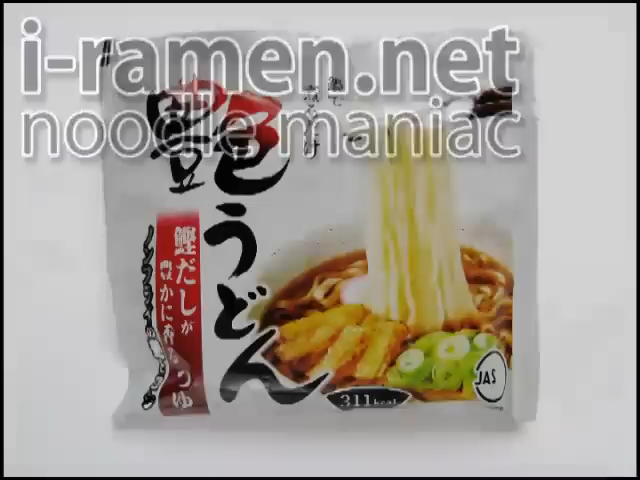 i-ramen.net
noodle maniac
艶色うどん
鰹だしが
豊かに香るつゆ
311kcal
JAS